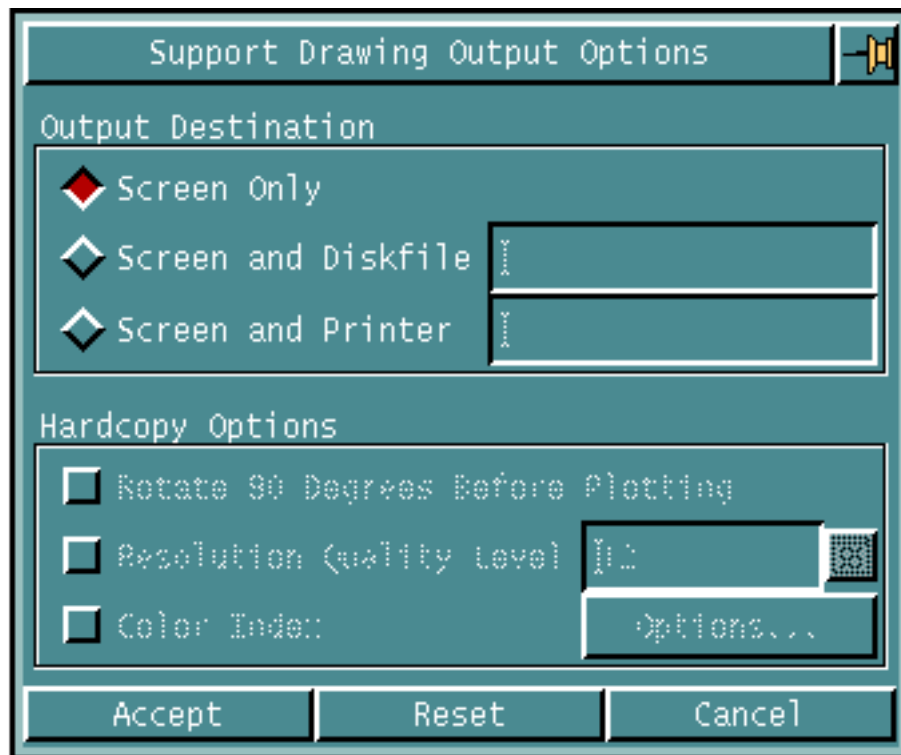 Support Drawing Output Options
Output Destination
Screen Only
Screen and Diskfile
Screen and Printer
Hardcopy Options
Rotate 90 Degrees Before Plotting
Resolution Quality Level
Color Index
Options...
Accept Reset Cancel